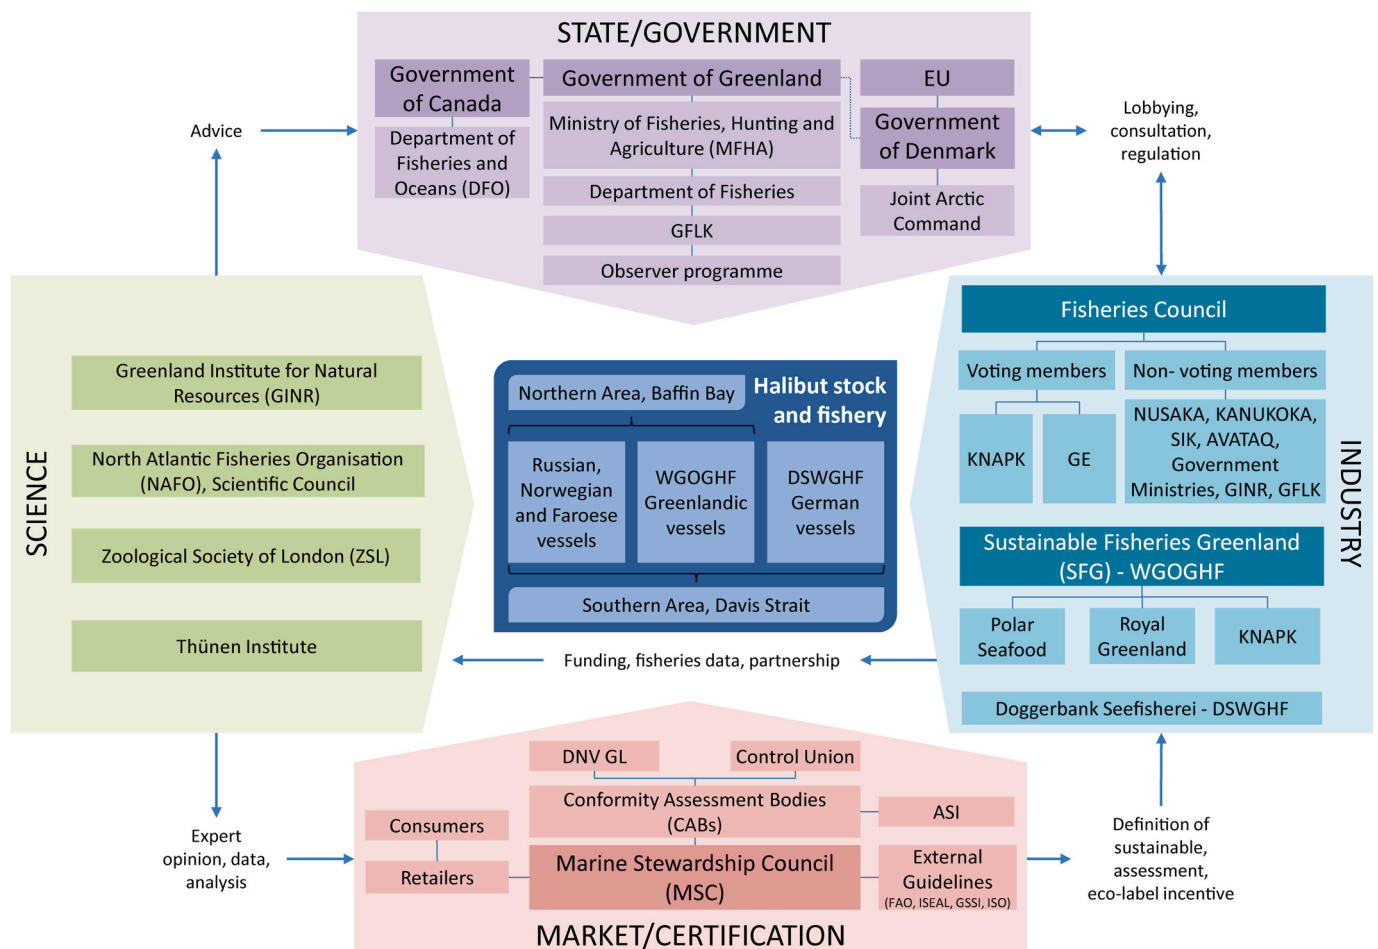 STATE/GOVERNMENT
Government
of Canada
Department of
Fisheries and
Oceans (DFO)
Government of Greenland
Ministry of Fisheries, Hunting and
Agriculture (MFHA)
Department of Fisheries
GFLK
Observer programme
EU
Government
of Denmark
Joint Arctic
Command
Advice
Lobbying,
consultation,
regulation
SCIENCE
Greenland Institute for Natural
Resources (GINR)
North Atlantic Fisheries Organisation
(NAFO), Scientific Council
Zoological Society of London (ZSL)
Thünen Institute
Halibut stock
and fishery
Northern Area, Baffin Bay
Russian,
Norwegian
and Faroese
vessels
WGOGHF
Greenlandic
vessels
DSWGHF
German
vessels
Southern Area, Davis Strait
Funding, fisheries data, partnership
INDUSTRY
Fisheries Council
Voting members
Non- voting members
KNAPK
GE
NUSAKA, KANUKOKA,
SIK, AVATAQ,
Government
Ministries, GINR, GFLK
Sustainable Fisheries Greenland
(SFG) - WGOGHF
Polar
Seafood
Royal
Greenland
KNAPK
Doggerbank Seefisherei - DSWGHF
Expert
opinion, data,
analysis
DNV GL
Control Union
Conformity Assessment Bodies
(CABs)
ASI
Consumers
Retailers
Marine Stewardship Council
(MSC)
External
Guidelines
(FAO, ISEAL, GSSI, ISO)
MARKET/CERTIFICATION
Definition of
sustainable,
assessment,
eco-label incentive